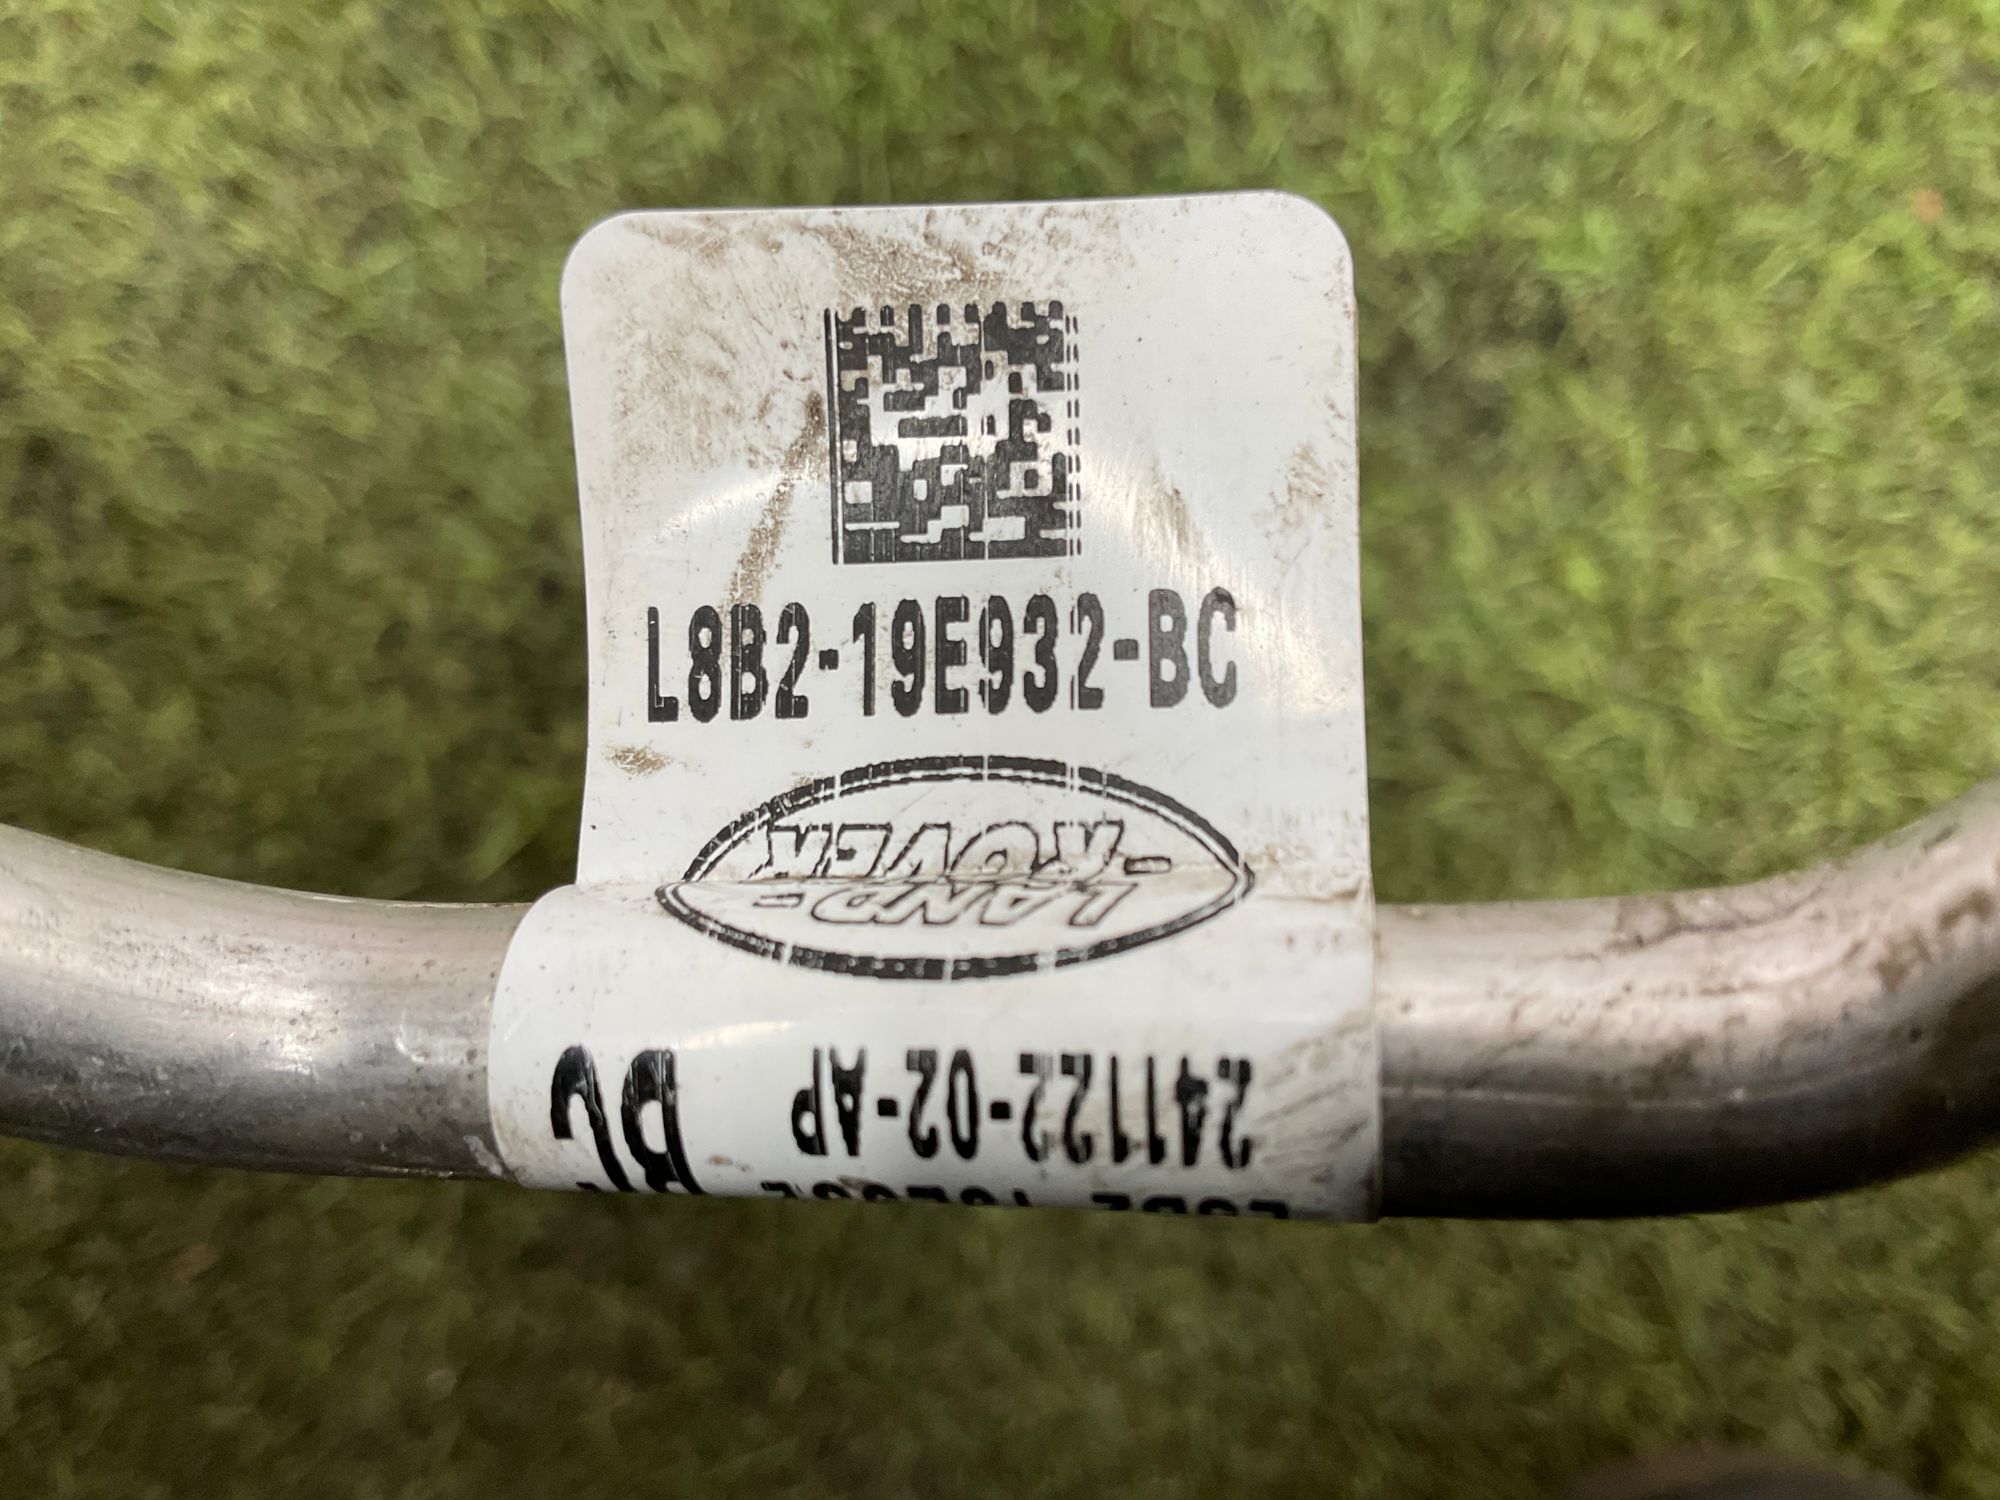 L8B2-19E932-BC
LAND-
-ROVER
241122-02-AP
BC